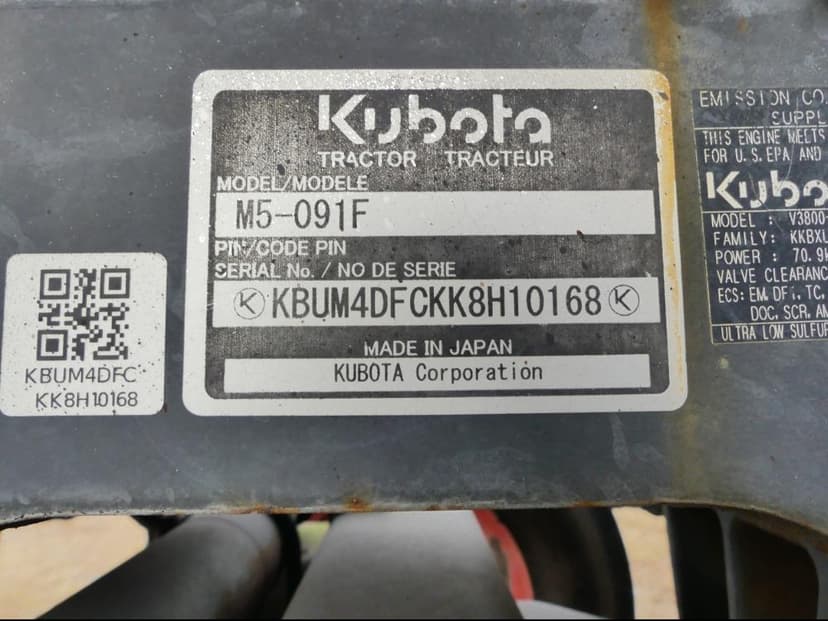 Kubota
TRACTOR TRACTEUR
MODEL/MODELE
M5-091F
PIN/CODE PIN
SERIAL No. / NO DE SERIE
KBUM4DFCKK8H10168
MADE IN JAPAN
KUBOTA Corporation
KBUM4DFC
KK8H10168
EMISSION CO
SUPPL
THIS ENGINE MEETS
FOR U.S. EPA AND
Kubo
MODEL : V3800-
FAMILY: KKBXL
POWER : 70.9k
VALVE CLEARANC
ECS: EM, DFI, TC,
DOC, SCR, AM
ULTRA LOW SULFUR